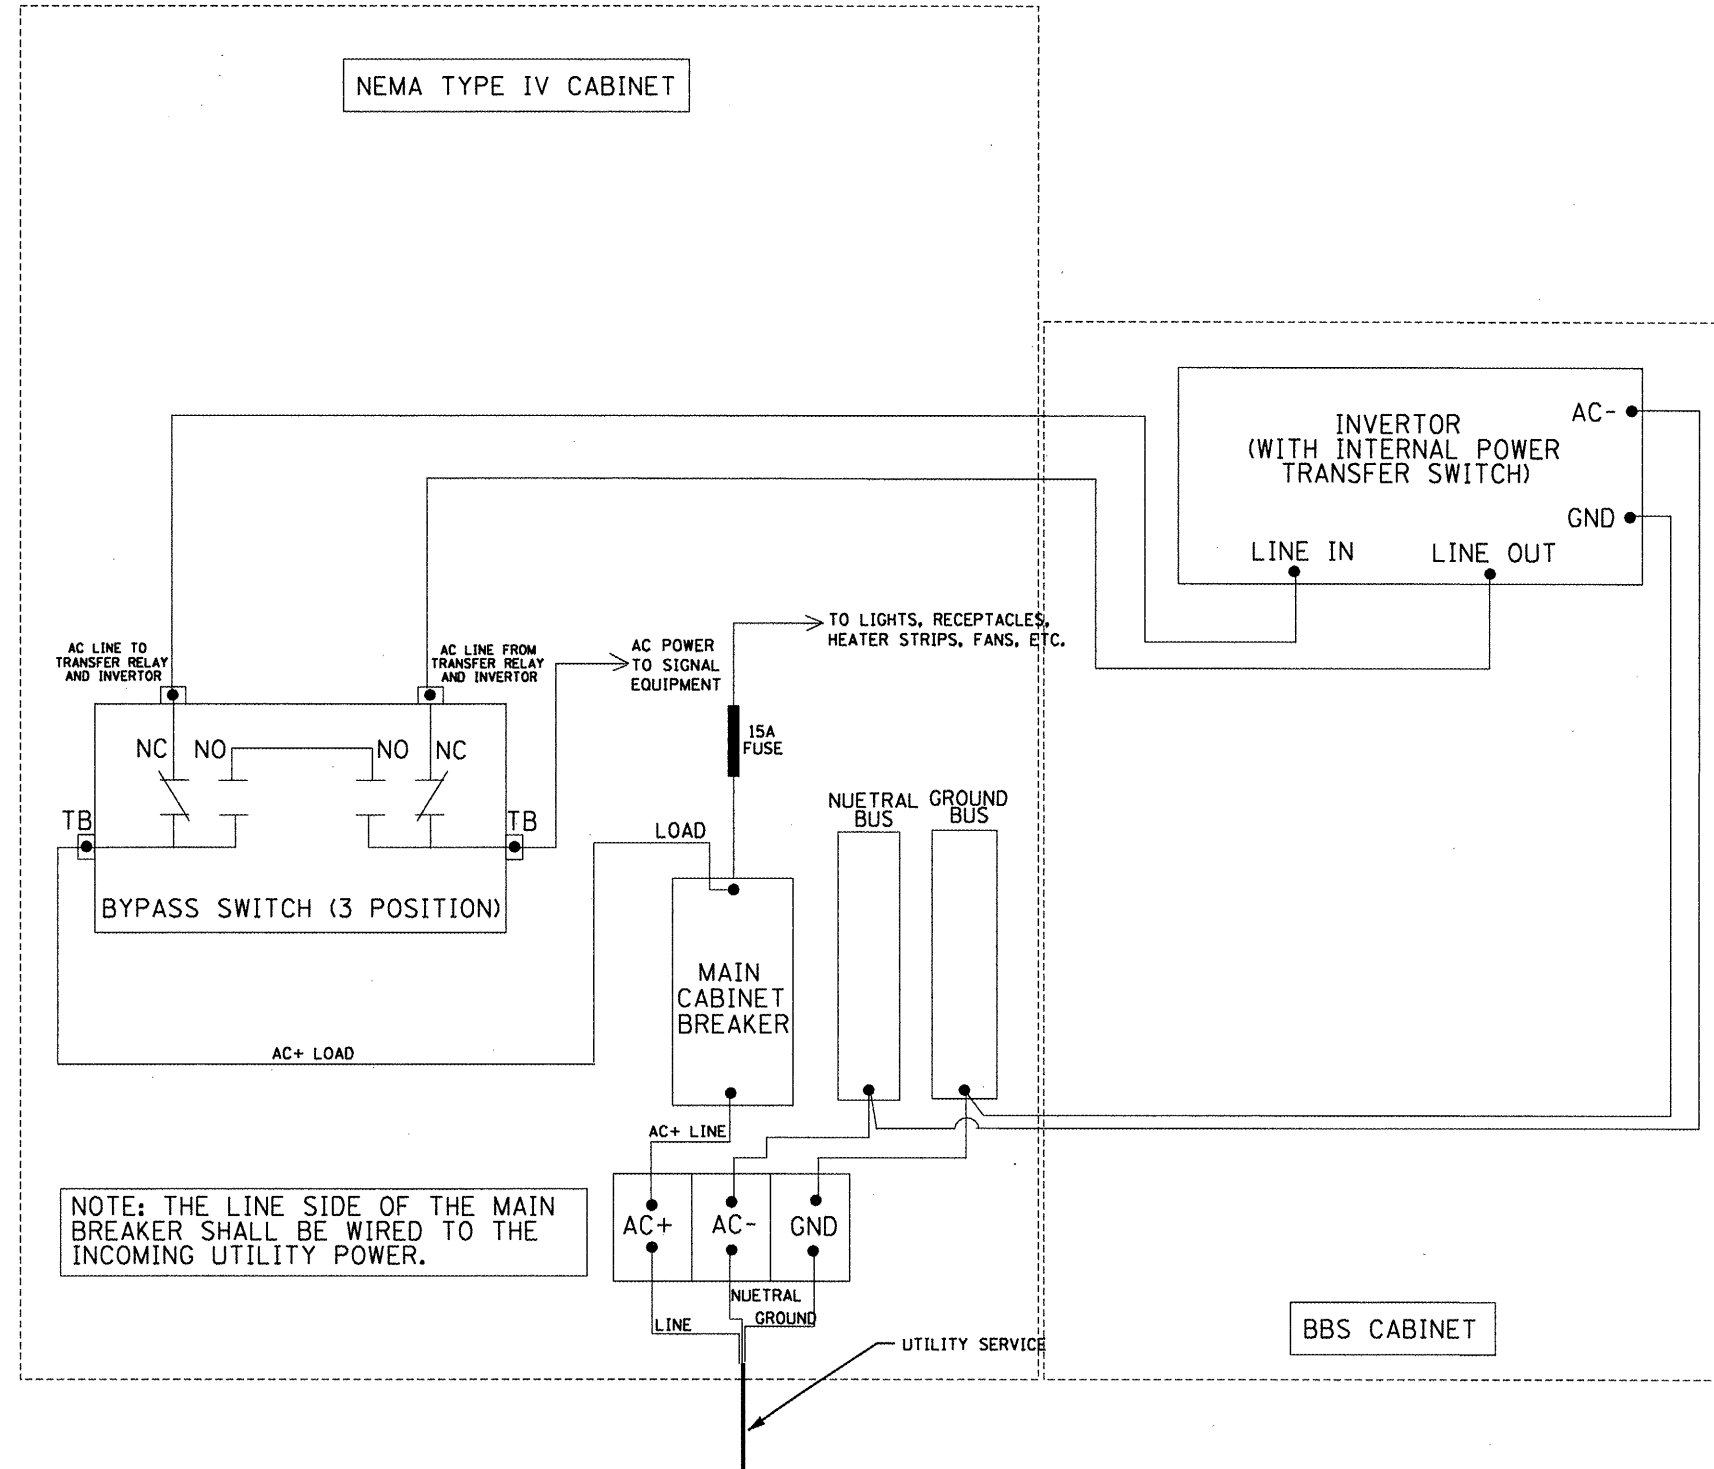 NEMA TYPE IV CABINET
INVERTOR
(WITH INTERNAL POWER
TRANSFER SWITCH)
AC-
GND
LINE IN
LINE OUT
TO LIGHTS, RECEPTACLES,
HEATER STRIPS, FANS, ETC.
AC LINE TO
TRANSFER RELAY
AND INVERTOR
AC LINE FROM
TRANSFER RELAY
AND INVERTOR
AC POWER
TO SIGNAL
EQUIPMENT
15A
FUSE
NC
NO
NO
NC
TB
TB
BYPASS SWITCH (3 POSITION)
LOAD
NUETRAL
BUS
GROUND
BUS
MAIN
CABINET
BREAKER
AC+ LOAD
AC+ LINE
NOTE: THE LINE SIDE OF THE MAIN
BREAKER SHALL BE WIRED TO THE
INCOMING UTILITY POWER.
AC+
AC-
GND
NUETRAL
GROUND
LINE
UTILITY SERVICE
BBS CABINET